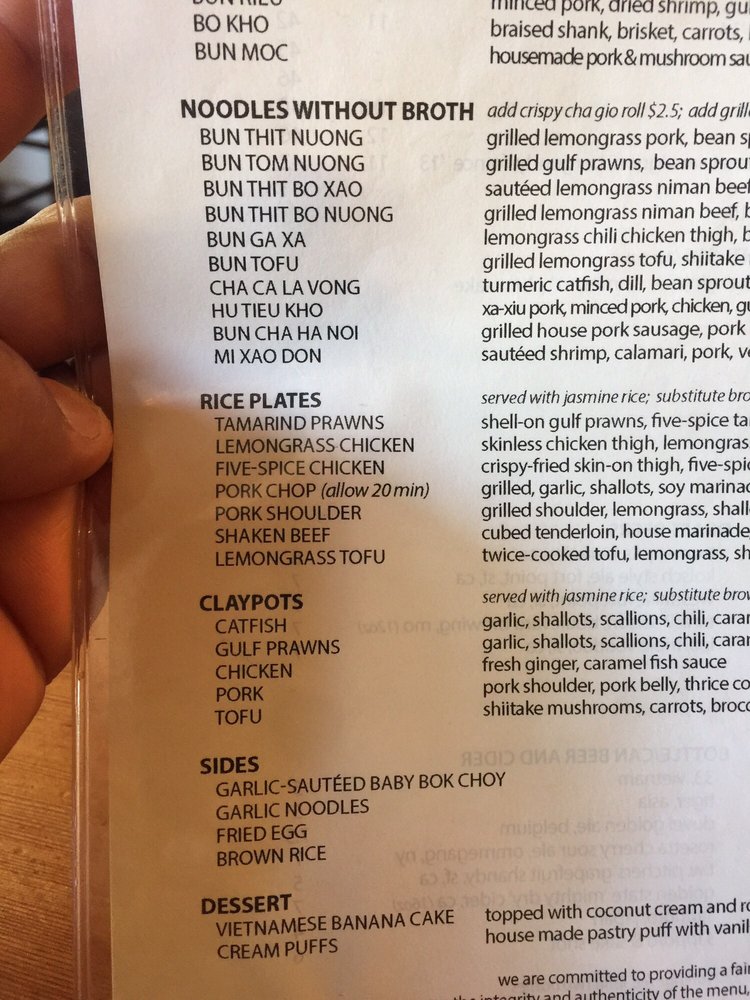 BO KHO braised shank, brisket, carrots,
BUN MOC housemade pork & mushroom
NOODLES WITHOUT BROTH add crispy cha gio roll $2.5; add
BUN THIT NUONG grilled lemongrass pork, bean
BUN TOM NUONG grilled gulf prawns, bean
BUN THIT BO XAO sautéed lemongrass niman beef
BUN THIT BO NUONG grilled lemongrass niman beef,
BUN GA XA lemongrass chili chicken thigh,
BUN TOFU grilled lemongrass tofu, shiitake
CHA CA LA VONG turmeric catfish, dill, bean sprout
HU TIEU KHO xa-xiu pork, minced pork, chicken,
BUN CHA HA NOI grilled house pork sausage, pork
MI XAO DON sautéed shrimp, calamari, pork,
RICE PLATES served with jasmine rice; substitute
TAMARIND PRAWNS shell-on gulf prawns, five-spice
LEMONGRASS CHICKEN skinless chicken thigh,
FIVE-SPICE CHICKEN crispy-fried skin-on thigh,
PORK CHOP (allow 20 min) grilled, garlic, shallots, soy
PORK SHOULDER grilled shoulder, lemongrass,
SHAKEN BEEF cubed tenderloin, house marinade,
LEMONGRASS TOFU twice-cooked tofu, lemongrass,
CLAYPOTS served with jasmine rice; substitute
CATFISH garlic, shallots, scallions, chili,
GULF PRAWNS garlic, shallots, scallions, chili,
CHICKEN fresh ginger, caramel fish sauce
PORK pork shoulder, pork belly, thrice
TOFU shiitake mushrooms, carrots,
SIDES
GARLIC-SAUTÉED BABY BOK CHOY
GARLIC NOODLES
FRIED EGG
BROWN RICE
DESSERT
VIETNAMESE BANANA CAKE topped with coconut cream and
CREAM PUFFS house made pastry puff with
we are committed to providing a
the integrity and authenticity of the menu,